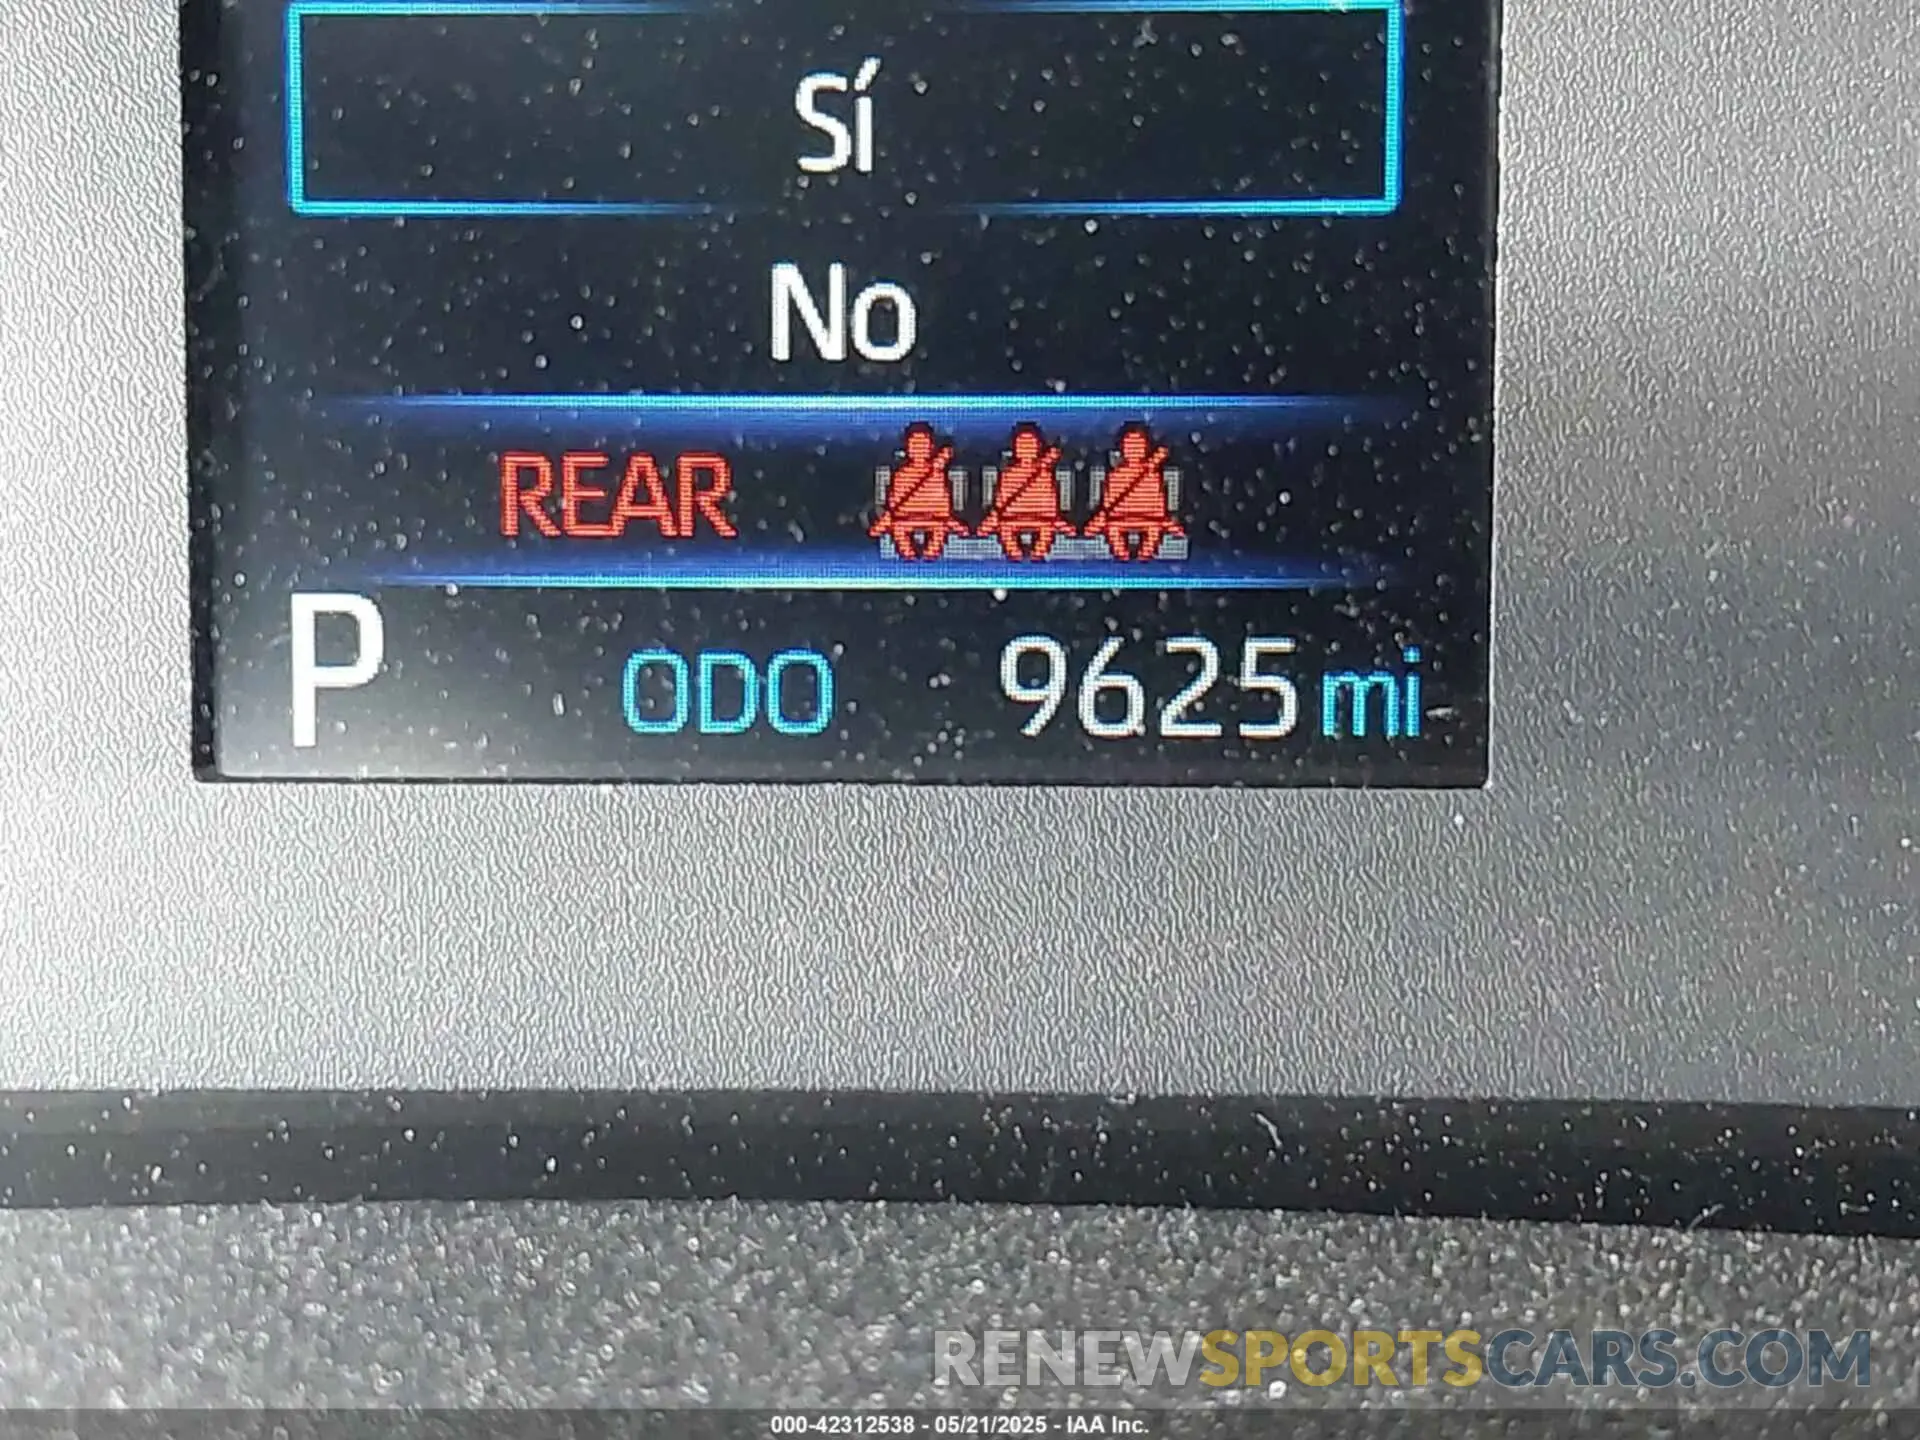 Sí
No
REAR
P ODO 9625 mi
RENEWSPORTSCARS.COM
000-42312538 - 05/21/2025 - IAA Inc.